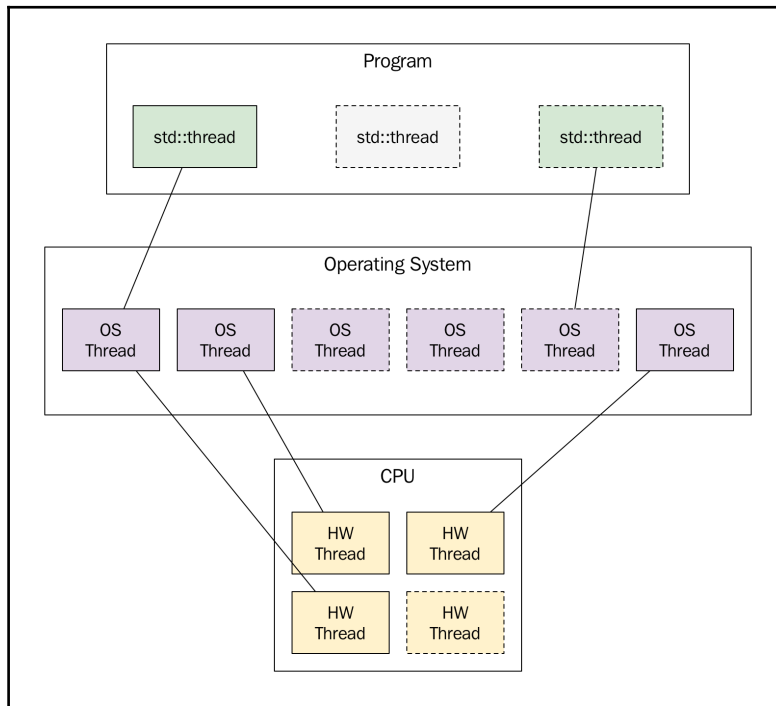 Program
std::thread
std::thread
std::thread
Operating System
OS
Thread
OS
Thread
OS
Thread
OS
Thread
OS
Thread
OS
Thread
CPU
HW
Thread
HW
Thread
HW
Thread
HW
Thread